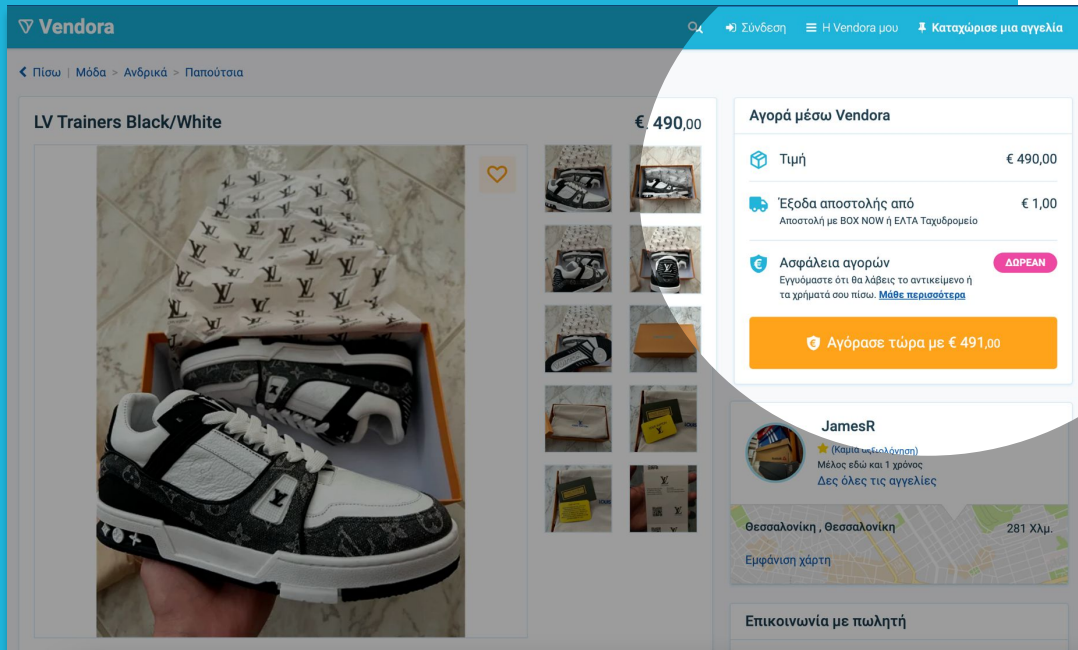 Vendora
Σύνδεση
Η Vendora μου
Καταχώρισε μια αγγελία
Πίσω | Μόδα > Ανδρικά > Παπούτσια
LV Trainers Black/White
€ 490,00
Αγορά μέσω Vendora
Τιμή
€ 490,00
Έξοδα αποστολής από
€ 1,00
Αποστολή με BOX NOW ή ΕΛΤΑ Ταχυδρομείο
Ασφάλεια αγορών
ΔΩΡΕΑΝ
Εγγυόμαστε ότι θα λάβεις το αντικείμενο ή
τα χρήματά σου πίσω. Μάθε περισσότερα
Αγόρασε τώρα με € 491,00
JamesR
(Καμία αξιολόγηση)
Μέλος εδώ και 1 χρόνος
Δες όλες τις αγγελίες
Θεσσαλονίκη , Θεσσαλονίκη
281 Χλμ.
Εμφάνιση χάρτη
Επικοινωνία με πωλητή